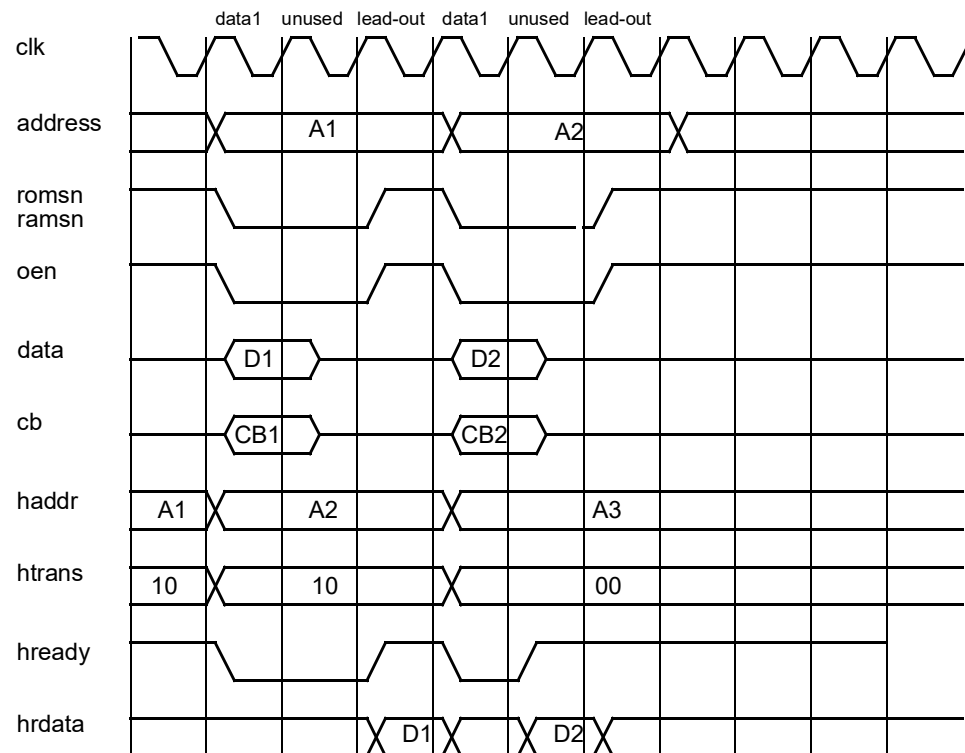 data1 unused lead-out data1 unused lead-out
clk
address A1 A2
romsn
ramsn
oen
data D1 D2
cb CB1 CB2
haddr A1 A2 A3
htrans 10 10 00
hready
hrdata D1 D2